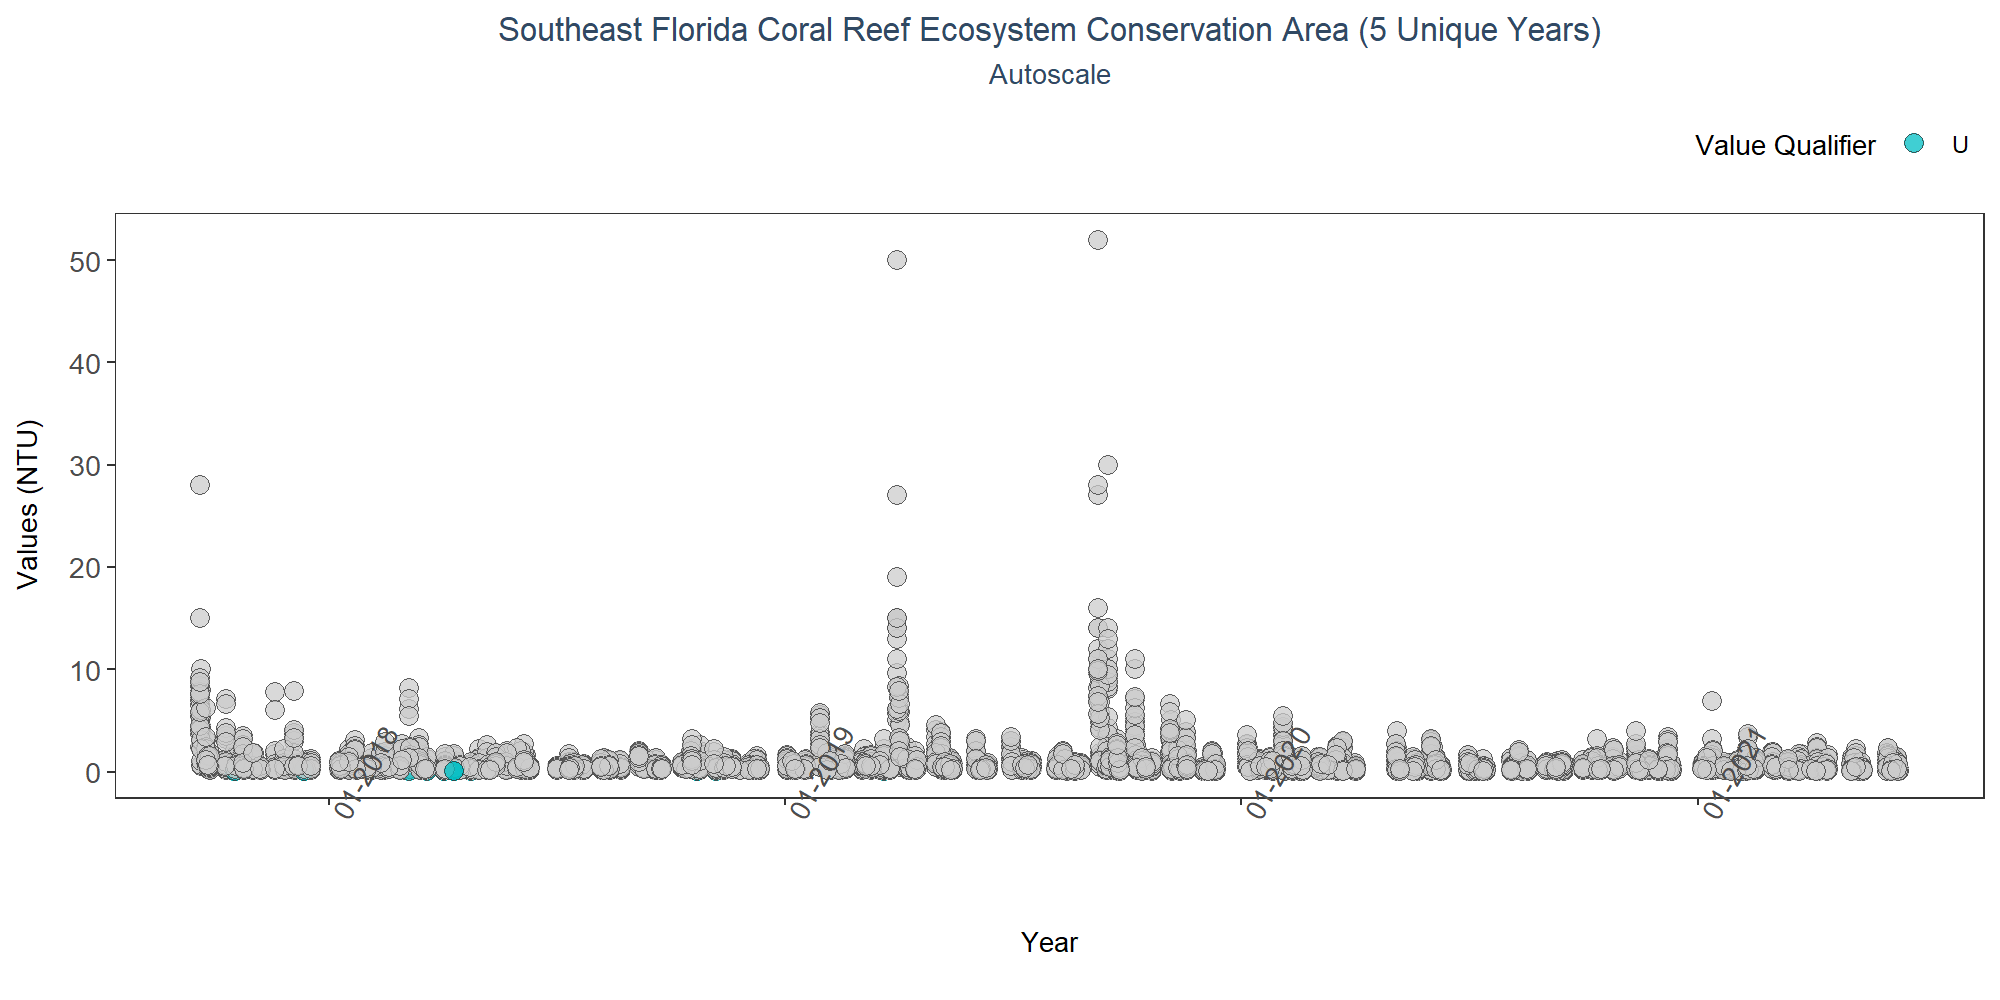 Southeast Florida Coral Reef Ecosystem Conservation Area (5 Unique Years)
Autoscale
Value Qualifier U
Values (NTU)
50
40
30
20
10
0
01-2018
01-2019
01-2020
01-2021
Year